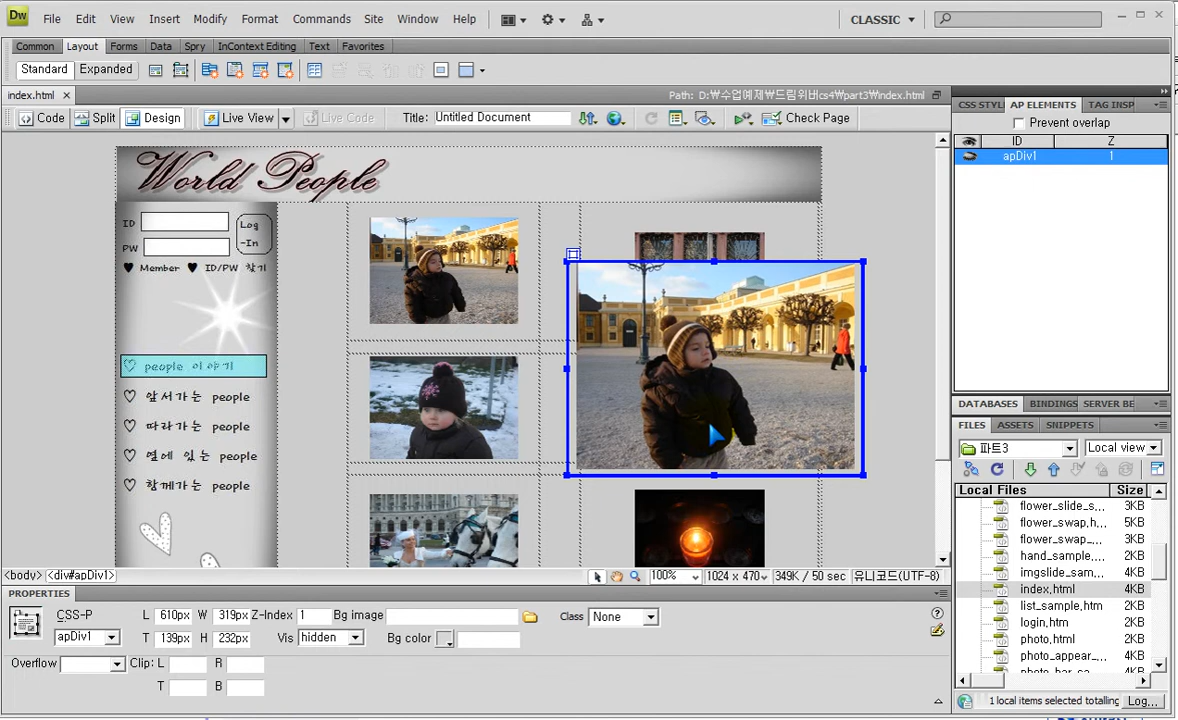 Dw File Edit View Insert Modify Format Commands Site Window Help CLASSIC
Common Layout Forms Data Spry InContext Editing Text Favorites
Standard Expanded
index.html × Path: D:₩수업예제₩드림위버cs4₩part3₩index.html
Code Split Design Live View Live Code Title: Untitled Document Check Page
World People
ID
PW
Log
-In
♥ Member ♥ ID/PW 찾기
♡ people 이야기
♡ 앞서가는 people
♡ 따라가는 people
♡ 옆에 있는 people
♡ 함께가는 people
CSS STYL AP ELEMENTS TAG INSP
Prevent overlap
ID Z
apDiv1 1
DATABASES BINDINGS SERVER BE
FILES ASSETS SNIPPETS
파트3 Local view
Local Files Size
flower_slide_s... 3KB
flower_swap,h... 5KB
flower_swap_... 3KB
hand_sample,... 2KB
imgslide_sam... 4KB
index,html 4KB
list_sample,htm 2KB
login,htm 2KB
photo,html 2KB
photo_appear_... 4KB
photo_bar_sa... 4KB
1 local items selected totalling Log...
<body> <div#apDiv1> 100% 1024 x 470 349K / 50 sec 유니코드(UTF-8)
PROPERTIES
CSS-P L 610px W 319px Z-Index 1 Bg image Class None
apDiv1 T 139px H 232px Vis hidden Bg color
Overflow Clip: L R
T B